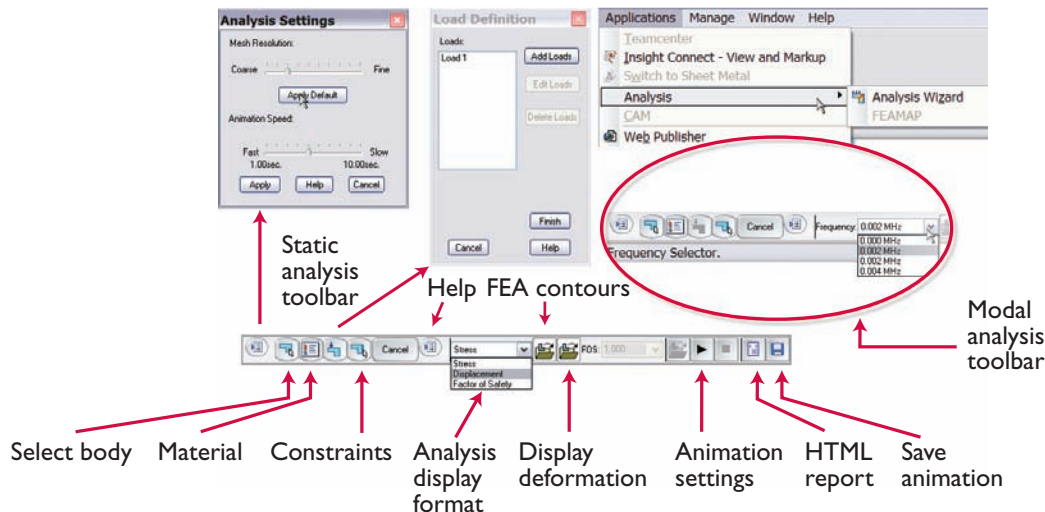 Analysis Settings
Mesh Resolution:
Coarse
Fine
Apply Default
Animation Speed:
Fast
Slow
1.00sec.
10.00sec.
Apply
Help
Cancel
Load Definition
Loads:
Load 1
Add Loads
Edit Loads
Delete Loads
Finish
Cancel
Help
Applications Manage Window Help
Teamcenter
Insight Connect - View and Markup
Switch to Sheet Metal
Analysis
CAM
Web Publisher
Analysis Wizard
FEAMAP
Cancel
Frequency: 0.002 MHz
0.000 MHz
0.002 MHz
0.002 MHz
0.004 MHz
Frequency Selector.
Static
analysis
toolbar
Help
FEA contours
Modal
analysis
toolbar
Cancel
Stress
Stress
Displacement
Factor of Safety
FOS: 1.000
Select body
Material
Constraints
Analysis
display
format
Display
deformation
Animation
settings
HTML
report
Save
animation